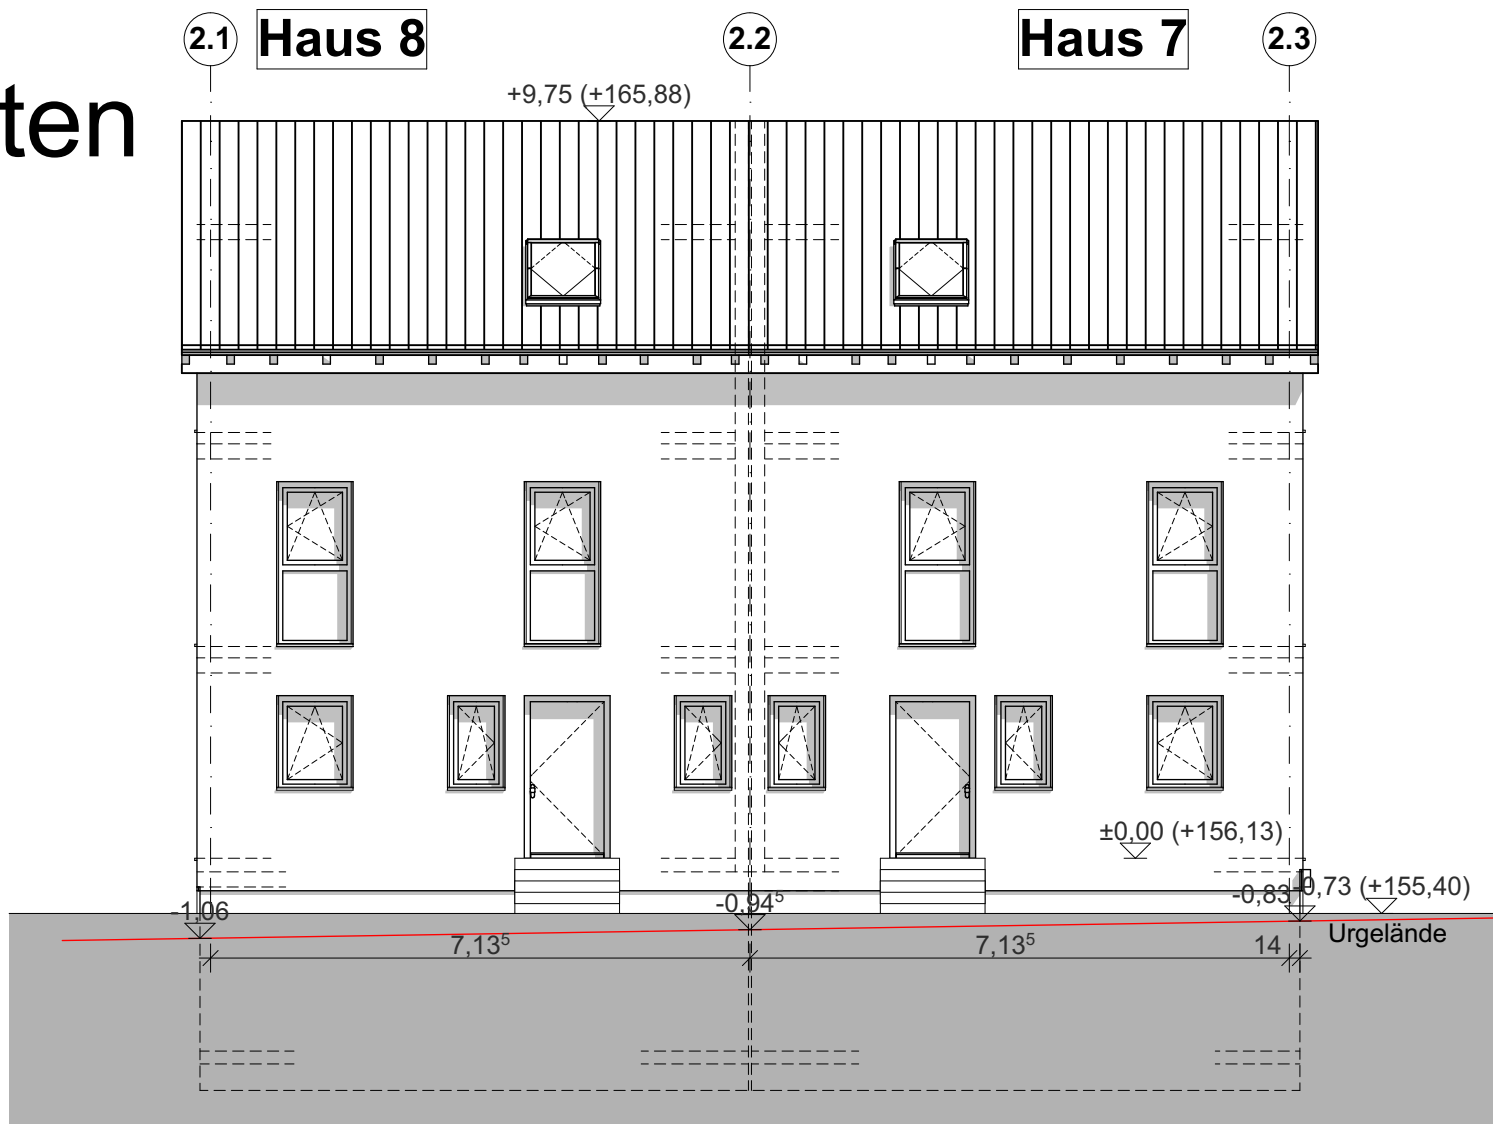 2.1 Haus 8 2.2 Haus 7 2.3
ten
+9,75 (+165,88)
±0,00 (+156,13)
-1,06 -0,94⁵ -0,83 -0,73 (+155,40)
Urgelände
7,13⁵ 7,13⁵ 14